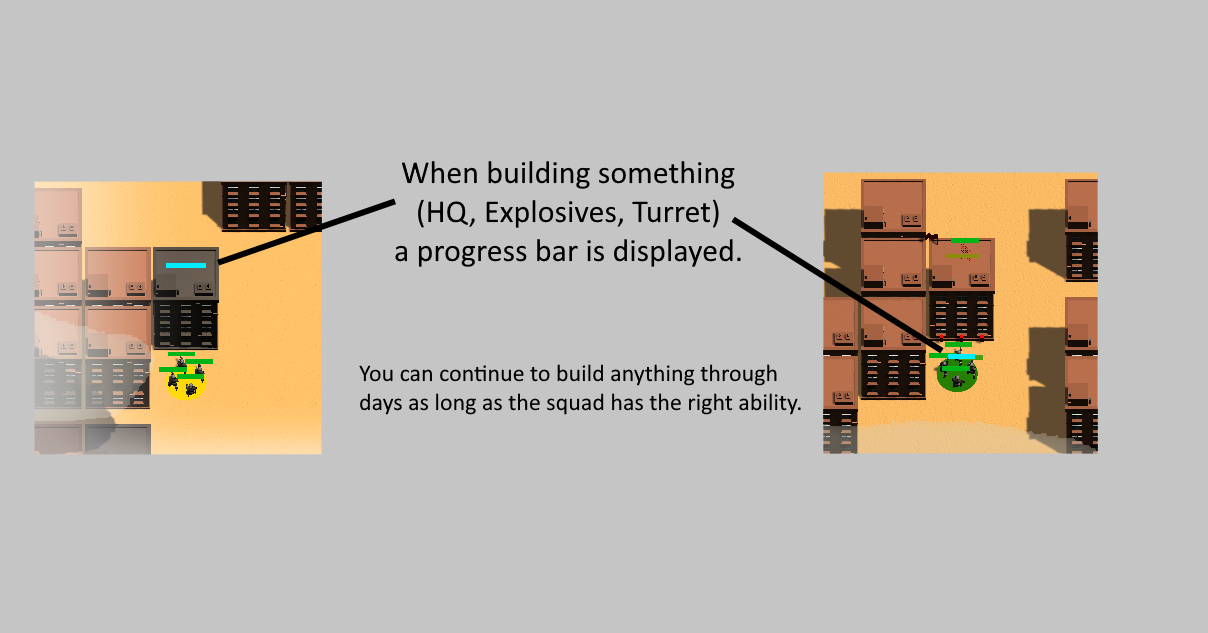 When building something
(HQ, Explosives, Turret)
a progress bar is displayed.
You can continue to build anything through
days as long as the squad has the right ability.